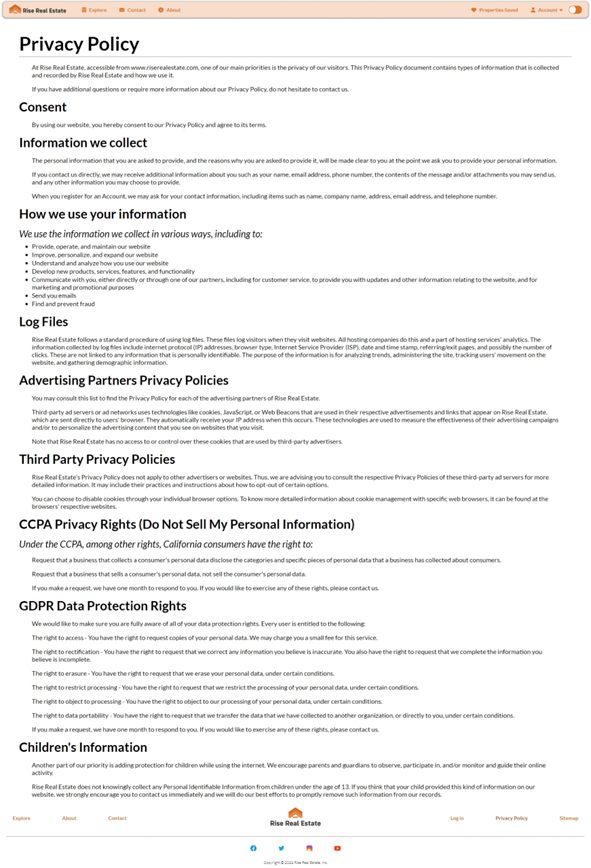 Rise Real Estate Explore Contact About Properties Saved Account
Privacy Policy
At Rise Real Estate, accessible from www.riserealestate.com, one of our main priorities is the privacy of our visitors. This Privacy Policy document contains types of information that is collected
and recorded by Rise Real Estate and how we use it.
If you have additional questions or require more information about our Privacy Policy, do not hesitate to contact us.
Consent
By using our website, you hereby consent to our Privacy Policy and agree to its terms.
Information we collect
The personal information that you are asked to provide, and the reasons why you are asked to provide it, will be made clear to you at the point we ask you to provide your personal information.
If you contact us directly, we may receive additional information about you such as your name, email address, phone number, the contents of the message and/or attachments you may send us,
and any other information you may choose to provide.
When you register for an Account, we may ask for your contact information, including items such as name, company name, address, email address, and telephone number.
How we use your information
We use the information we collect in various ways, including to:
Provide, operate, and maintain our website
Improve, personalize, and expand our website
Understand and analyze how you use our website
Develop new products, services, features, and functionality
Communicate with you, either directly or through one of our partners, including for customer service, to provide you with updates and other information relating to the website, and for
marketing and promotional purposes
Send you emails
Find and prevent fraud
Log Files
Rise Real Estate follows a standard procedure of using log files. These files log visitors when they visit websites. All hosting companies do this and a part of hosting services' analytics. The
information collected by log files include internet protocol (IP) addresses, browser type, Internet Service Provider (ISP), date and time stamp, referring/exit pages, and possibly the number of
clicks. These are not linked to any information that is personally identifiable. The purpose of the information is for analyzing trends, administering the site, tracking users' movement on the
website, and gathering demographic information.
Advertising Partners Privacy Policies
You may consult this list to find the Privacy Policy for each of the advertising partners of Rise Real Estate.
Third-party ad servers or ad networks uses technologies like cookies, JavaScript, or Web Beacons that are used in their respective advertisements and links that appear on Rise Real Estate,
which are sent directly to users' browser. They automatically receive your IP address when this occurs. These technologies are used to measure the effectiveness of their advertising campaigns
and/or to personalize the advertising content that you see on websites that you visit.
Note that Rise Real Estate has no access to or control over these cookies that are used by third-party advertisers.
Third Party Privacy Policies
Rise Real Estate's Privacy Policy does not apply to other advertisers or websites. Thus, we are advising you to consult the respective Privacy Policies of these third-party ad servers for more
detailed information. It may include their practices and instructions about how to opt-out of certain options.
You can choose to disable cookies through your individual browser options. To know more detailed information about cookie management with specific web browsers, it can be found at the
browsers' respective websites.
CCPA Privacy Rights (Do Not Sell My Personal Information)
Under the CCPA, among other rights, California consumers have the right to:
Request that a business that collects a consumer's personal data disclose the categories and specific pieces of personal data that a business has collected about consumers.
Request that a business that sells a consumer's personal data, not sell the consumer's personal data.
If you make a request, we have one month to respond to you. If you would like to exercise any of these rights, please contact us.
GDPR Data Protection Rights
We would like to make sure you are fully aware of all of your data protection rights. Every user is entitled to the following:
The right to access - You have the right to request copies of your personal data. We may charge you a small fee for this service.
The right to rectification - You have the right to request that we correct any information you believe is inaccurate. You also have the right to request that we complete the information you
believe is incomplete.
The right to erasure - You have the right to request that we erase your personal data, under certain conditions.
The right to restrict processing - You have the right to request that we restrict the processing of your personal data, under certain conditions.
The right to object to processing - You have the right to object to our processing of your personal data, under certain conditions.
The right to data portability - You have the right to request that we transfer the data that we have collected to another organization, or directly to you, under certain conditions.
If you make a request, we have one month to respond to you. If you would like to exercise any of these rights, please contact us.
Children's Information
Another part of our priority is adding protection for children while using the internet. We encourage parents and guardians to observe, participate in, and/or monitor and guide their online
activity.
Rise Real Estate does not knowingly collect any Personal Identifiable Information from children under the age of 13. If you think that your child provided this kind of information on our
website, we strongly encourage you to contact us immediately and we will do our best efforts to promptly remove such information from our records.
Explore About Contact Rise Real Estate Log In Privacy Policy Sitemap
Copyright © 2022 Rise Real Estate, Inc.